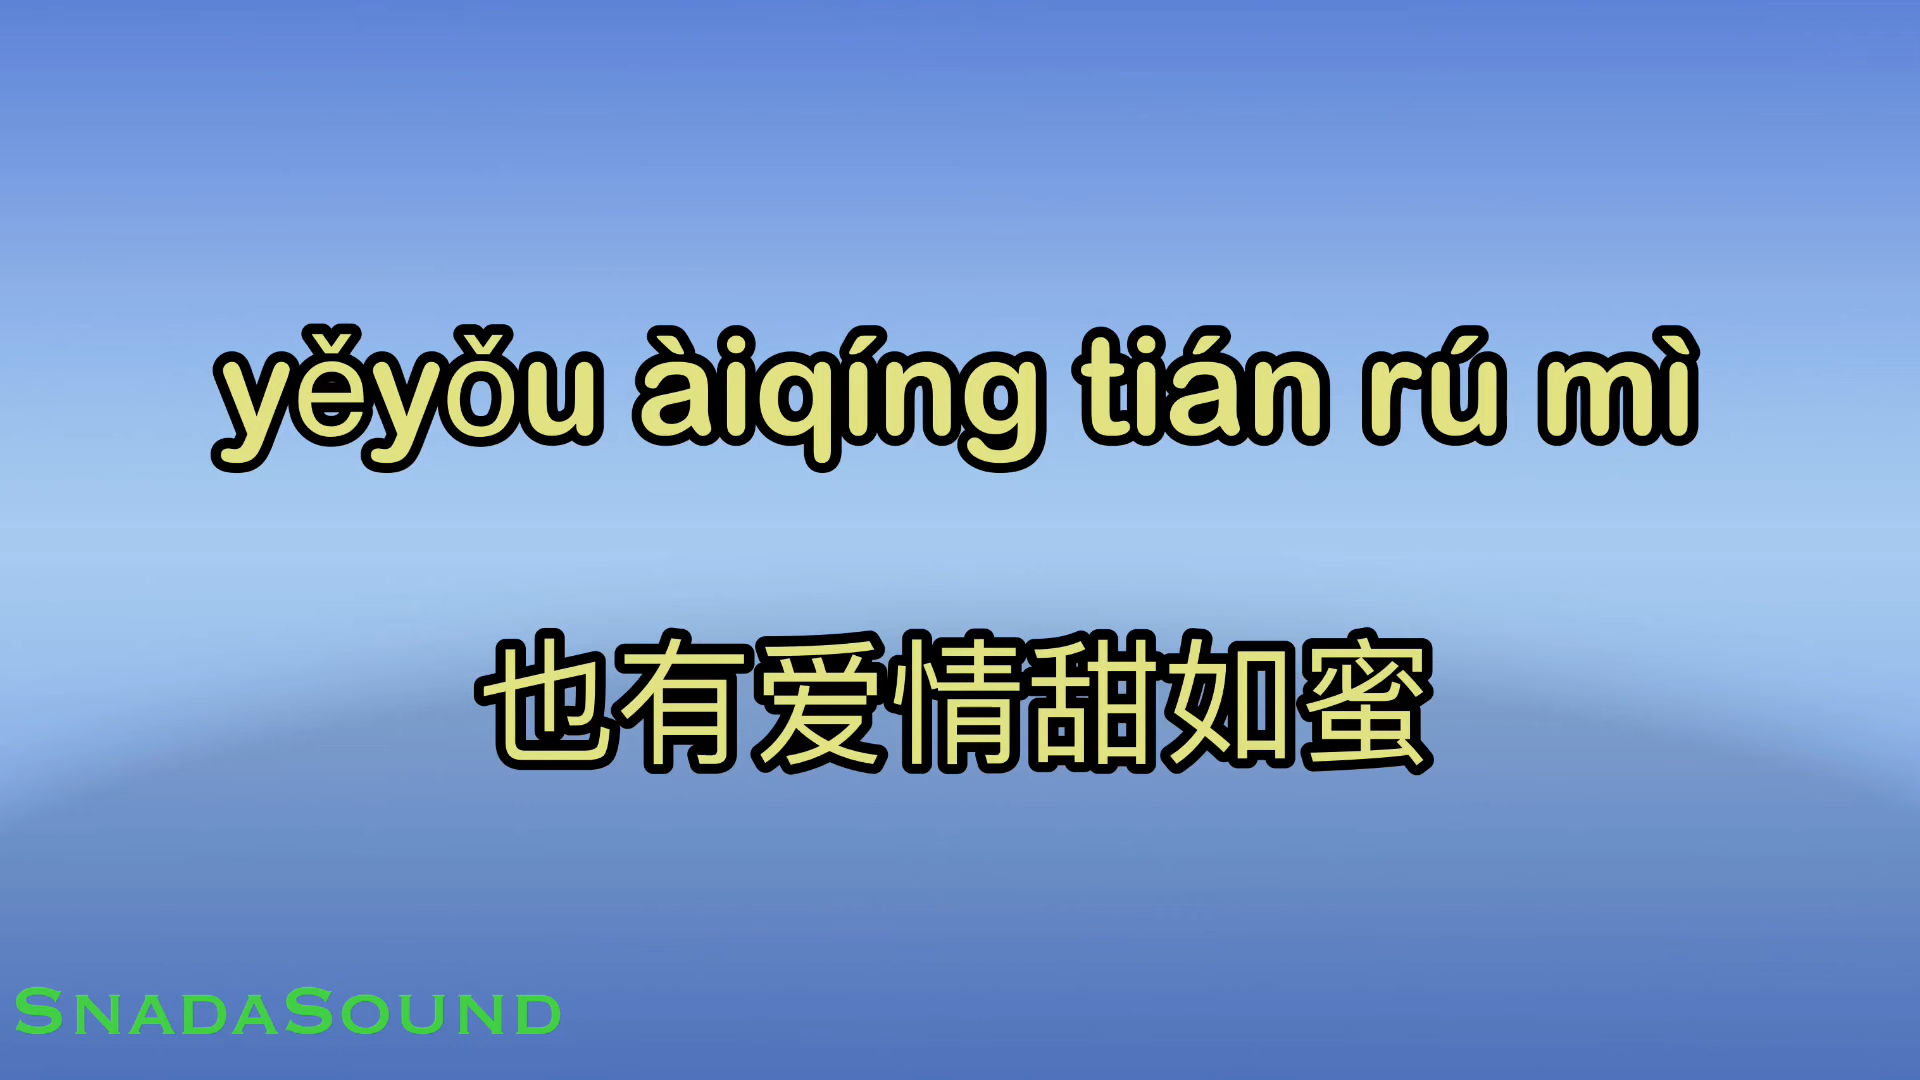 yěyǒu àiqíng tián rú mì
也有爱情甜如蜜
SNADASOUND